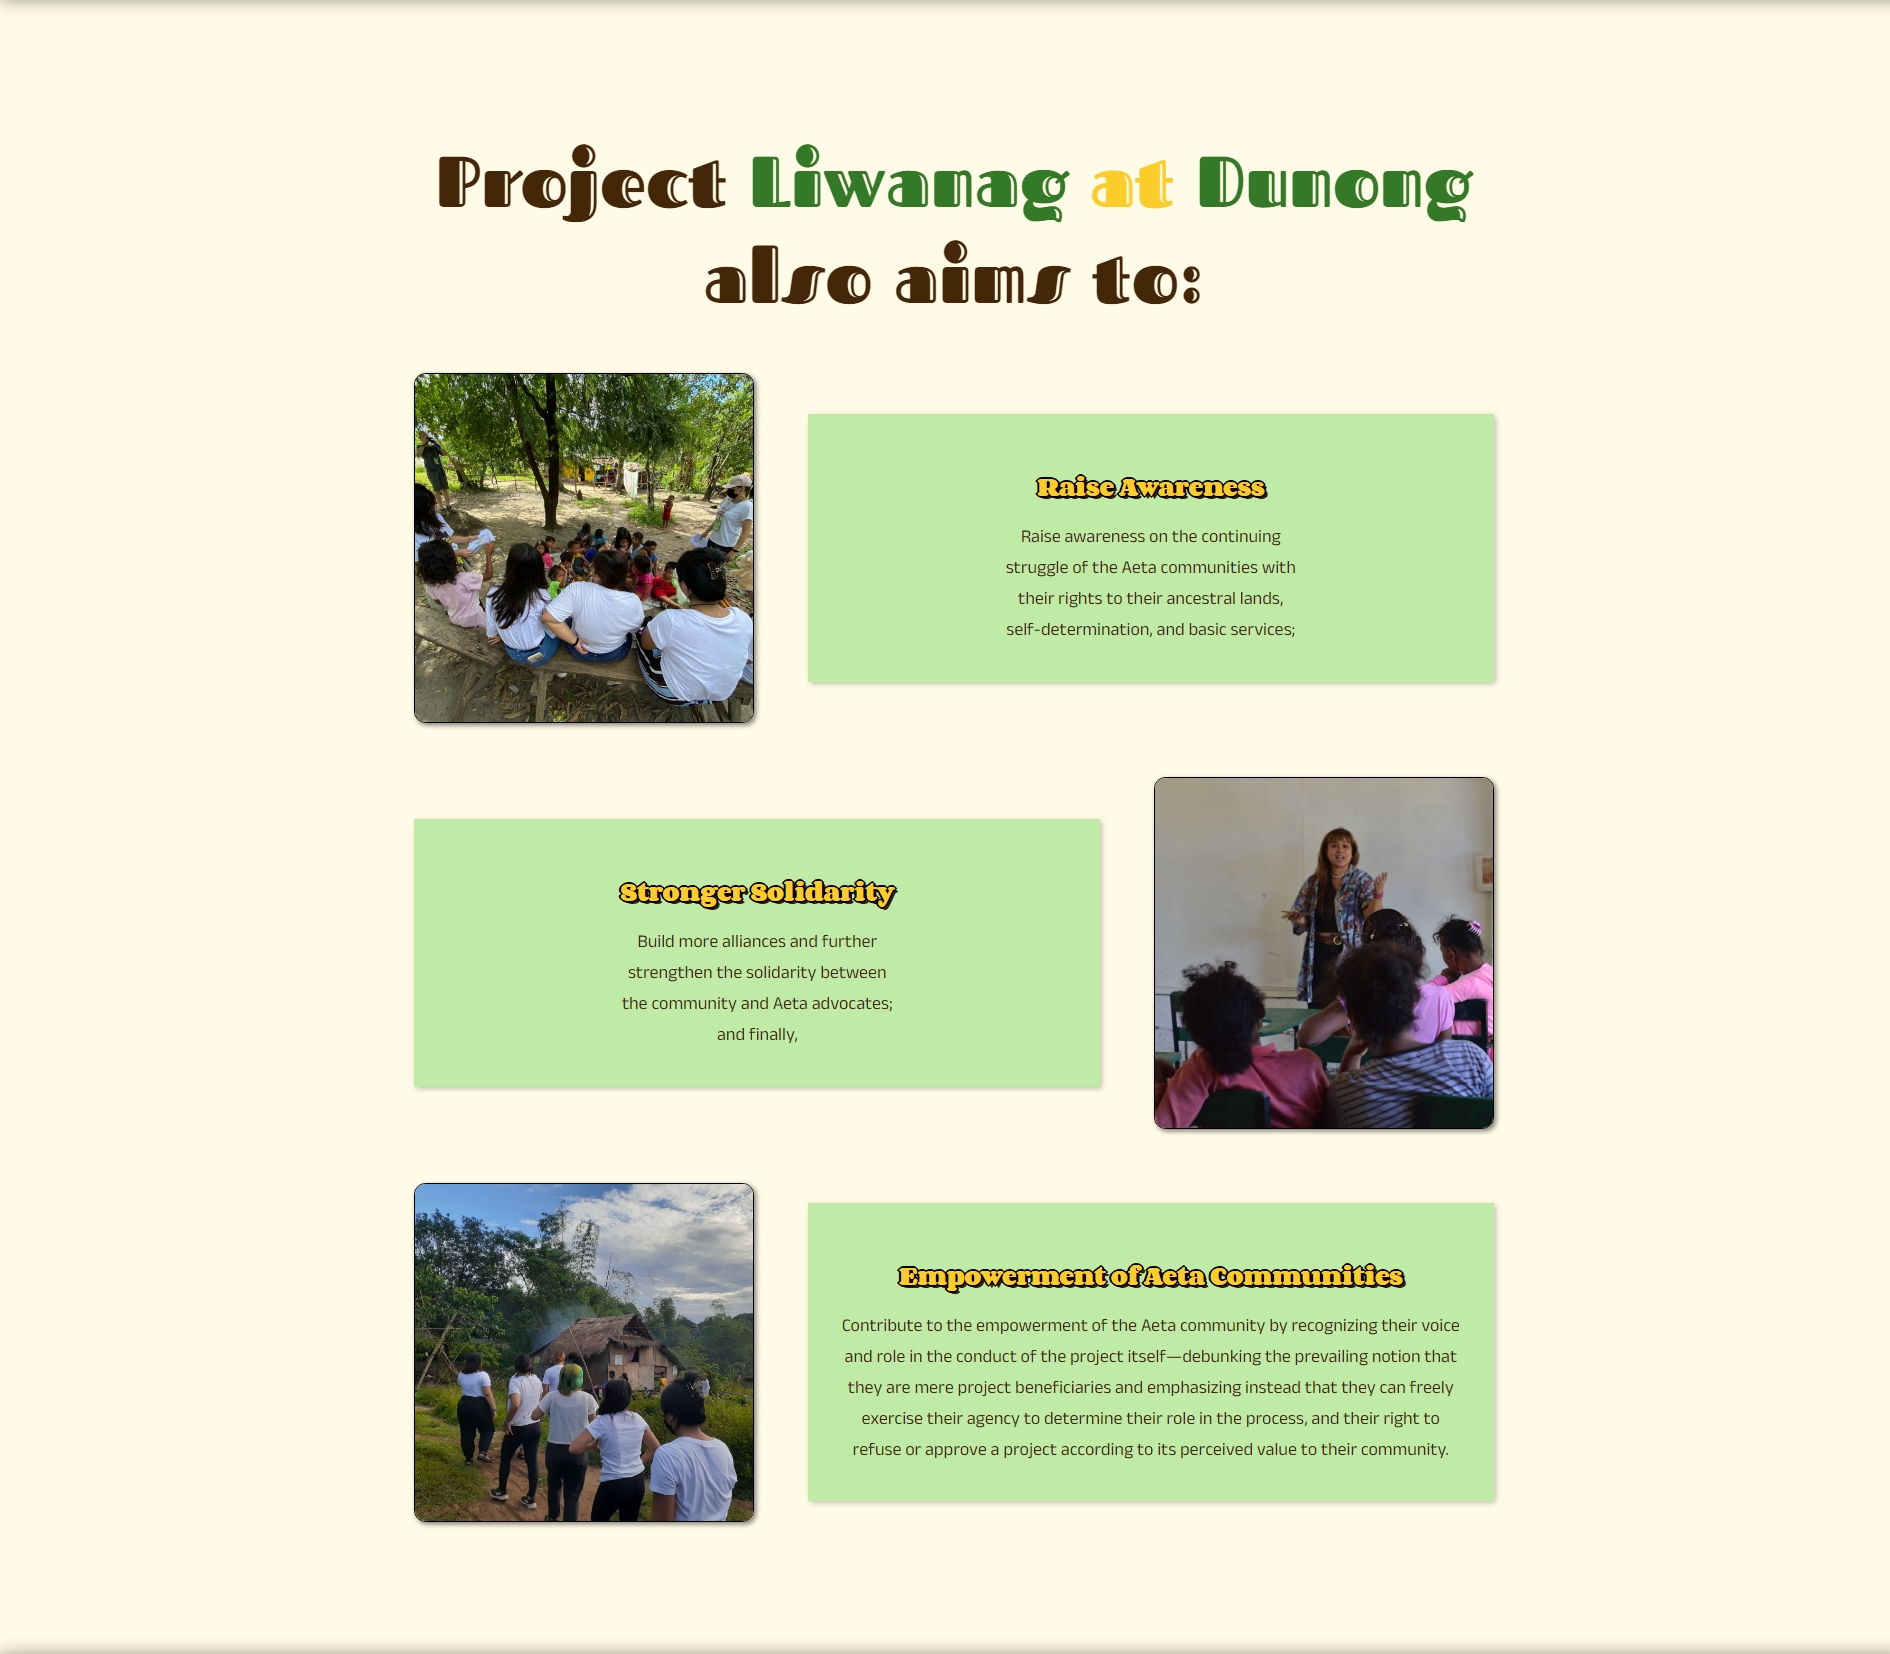 Project Liwanag at Dunong
also aims to:
Raise Awareness
Raise awareness on the continuing
struggle of the Aeta communities with
their rights to their ancestral lands,
self-determination, and basic services;
Stronger Solidarity
Build more alliances and further
strengthen the solidarity between
the community and Aeta advocates;
and finally,
Empowerment of Aeta Communities
Contribute to the empowerment of the Aeta community by recognizing their voice
and role in the conduct of the project itself—debunking the prevailing notion that
they are mere project beneficiaries and emphasizing instead that they can freely
exercise their agency to determine their role in the process, and their right to
refuse or approve a project according to its perceived value to their community.